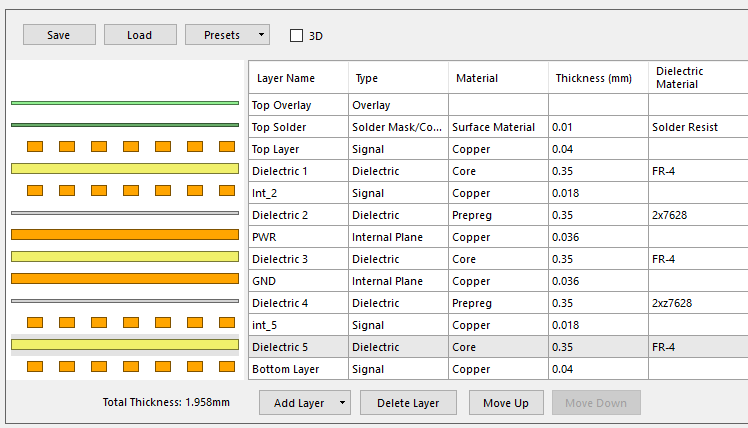 Save Load Presets 3D
Layer Name Type Material Thickness (mm) Dielectric Material
Top Overlay Overlay
Top Solder Solder Mask/Co... Surface Material 0.01 Solder Resist
Top Layer Signal Copper 0.04
Dielectric 1 Dielectric Core 0.35 FR-4
Int_2 Signal Copper 0.018
Dielectric 2 Dielectric Prepreg 0.35 2x7628
PWR Internal Plane Copper 0.036
Dielectric 3 Dielectric Core 0.35 FR-4
GND Internal Plane Copper 0.036
Dielectric 4 Dielectric Prepreg 0.35 2xz7628
int_5 Signal Copper 0.018
Dielectric 5 Dielectric Core 0.35 FR-4
Bottom Layer Signal Copper 0.04
Total Thickness: 1.958mm Add Layer Delete Layer Move Up Move Down